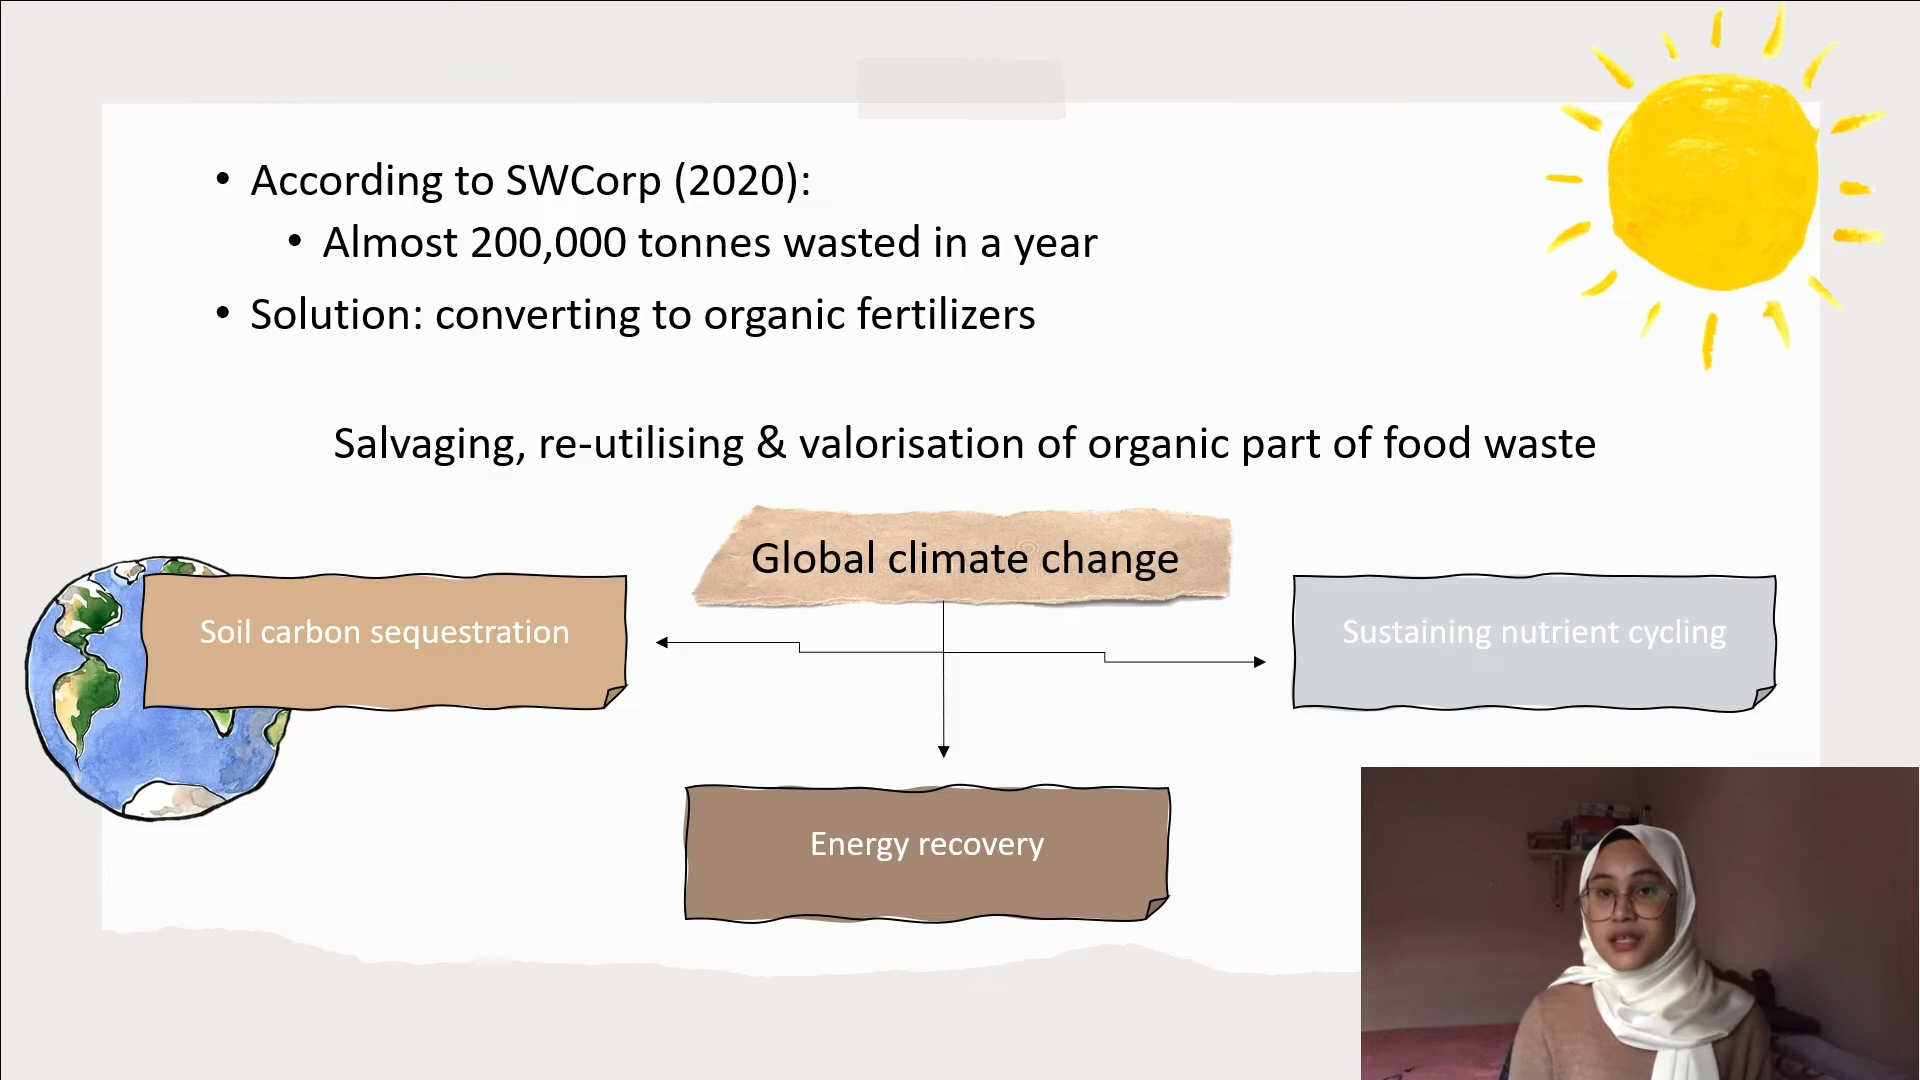 • According to SWCorp (2020):
• Almost 200,000 tonnes wasted in a year
• Solution: converting to organic fertilizers
Salvaging, re-utilising & valorisation of organic part of food waste
Global climate change
Soil carbon sequestration
Sustaining nutrient cycling
Energy recovery